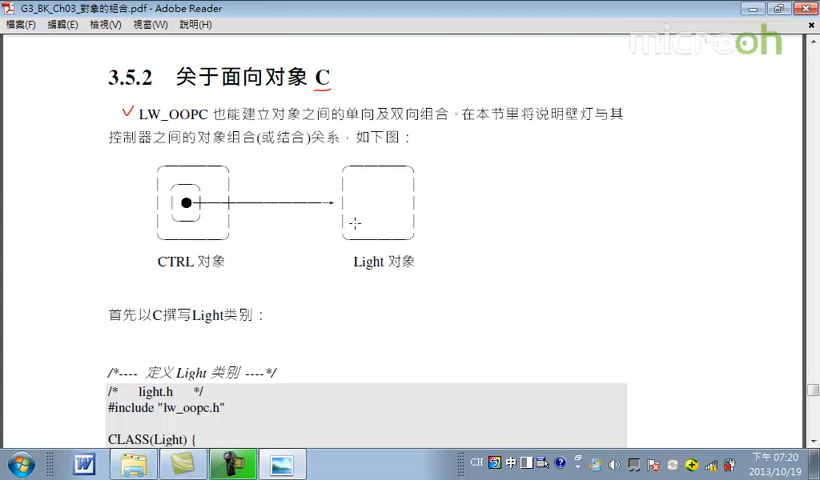 G3_BK_Ch03_對象的組合.pdf - Adobe Reader
檔案(F) 編輯(E) 檢視(V) 視窗(W) 說明(H)
microoh
3.5.2 关于面向对象 C
LW_OOPC 也能建立对象之间的单向及双向组合。在本节里将说明壁灯与其
控制器之间的对象组合(或结合)关系，如下图：
CTRL 对象 Light 对象
首先以C撰写Light类别：
/*---- 定义 Light 类别 ----*/
/* light.h */
#include "lw_oopc.h"
CLASS(Light) {
CH 中 下午 07:20
2013/10/19